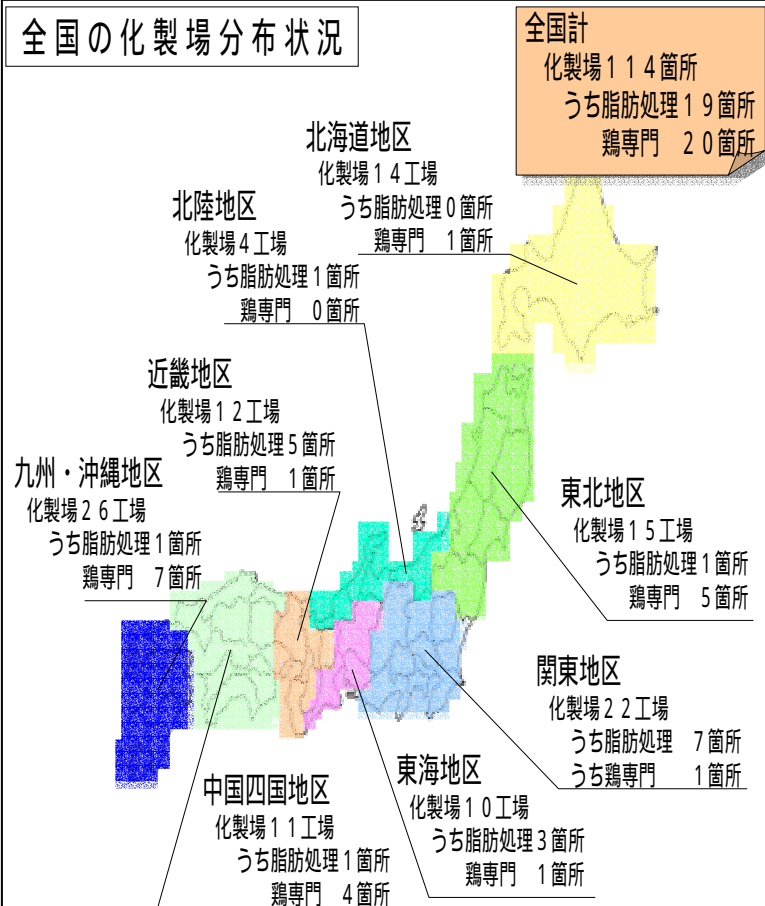 全国の化製場分布状況
全国計
化製場１１４箇所
うち脂肪処理１９箇所
鶏専門　２０箇所
北海道地区
化製場１４工場
うち脂肪処理０箇所
鶏専門　１箇所
北陸地区
化製場４工場
うち脂肪処理１箇所
鶏専門　０箇所
近畿地区
化製場１２工場
うち脂肪処理５箇所
鶏専門　１箇所
九州・沖縄地区
化製場２６工場
うち脂肪処理１箇所
鶏専門　７箇所
東北地区
化製場１５工場
うち脂肪処理１箇所
鶏専門　５箇所
関東地区
化製場２２工場
うち脂肪処理　７箇所
うち鶏専門　１箇所
東海地区
化製場１０工場
うち脂肪処理３箇所
鶏専門　１箇所
中国四国地区
化製場１１工場
うち脂肪処理１箇所
鶏専門　４箇所